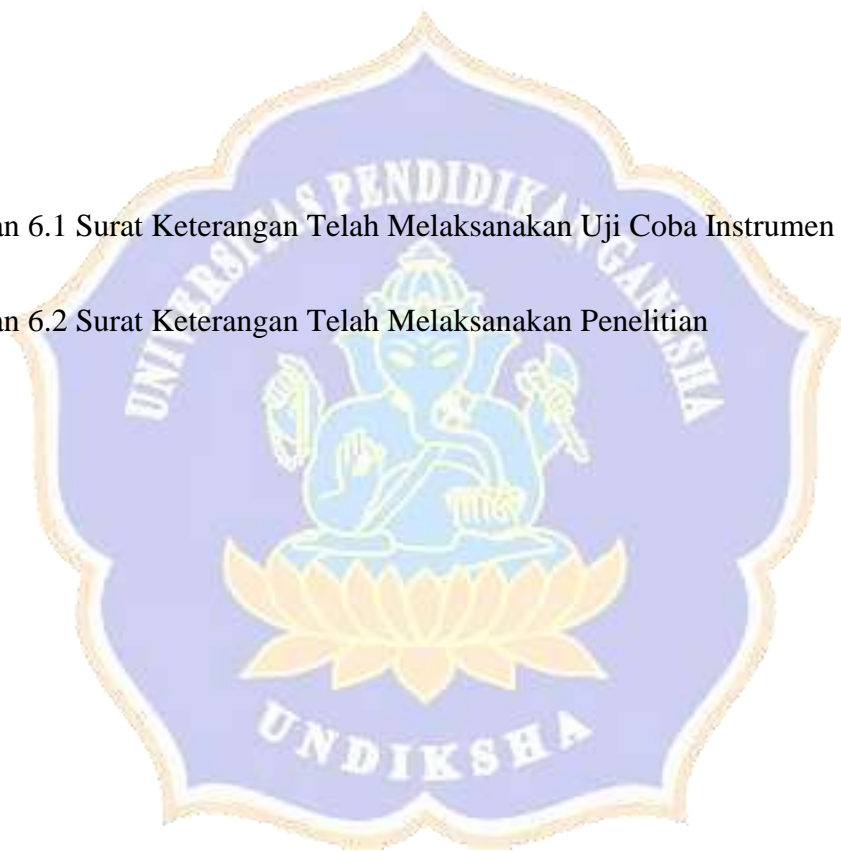 UNIVERSITAS PENDIDIKAN GANESHA
an 6.1 Surat Keterangan Telah Melaksanakan Uji Coba Instrumen
an 6.2 Surat Keterangan Telah Melaksanakan Penelitian
UNDIKSHA